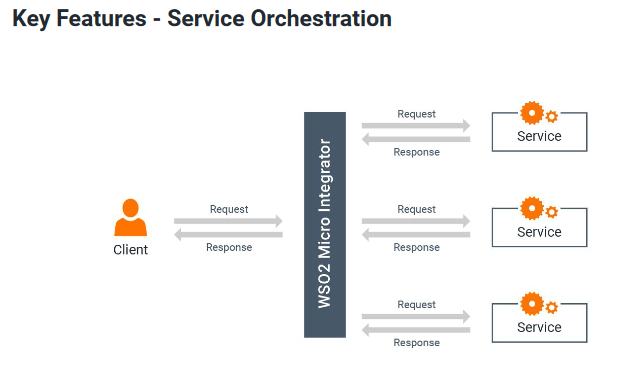 Key Features - Service Orchestration
Request
Response
Service
Client
Request
Response
WSO2 Micro Integrator
Request
Response
Service
Request
Response
Service